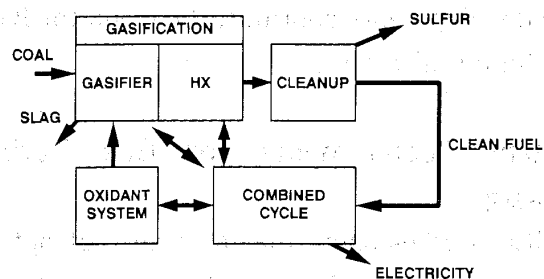 GASIFICATION
SULFUR
COAL
GASIFIER
HX
CLEANUP
SLAG
CLEAN FUEL
OXIDANT
SYSTEM
COMBINED
CYCLE
ELECTRICITY